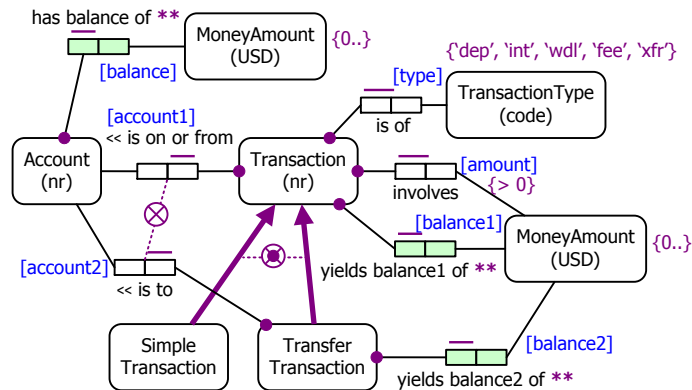 has balance of **
MoneyAmount
(USD)
{0..}
[balance]
{‘dep’, ‘int’, ‘wdl’, ‘fee’, ‘xfr’}
[type]
TransactionType
(code)
is of
[account1]
<< is on or from
Account
(nr)
Transaction
(nr)
[amount]
{> 0}
involves
[balance1]
yields balance1 of **
MoneyAmount
(USD)
{0..}
[account2]
<< is to
Simple
Transaction
Transfer
Transaction
[balance2]
yields balance2 of **